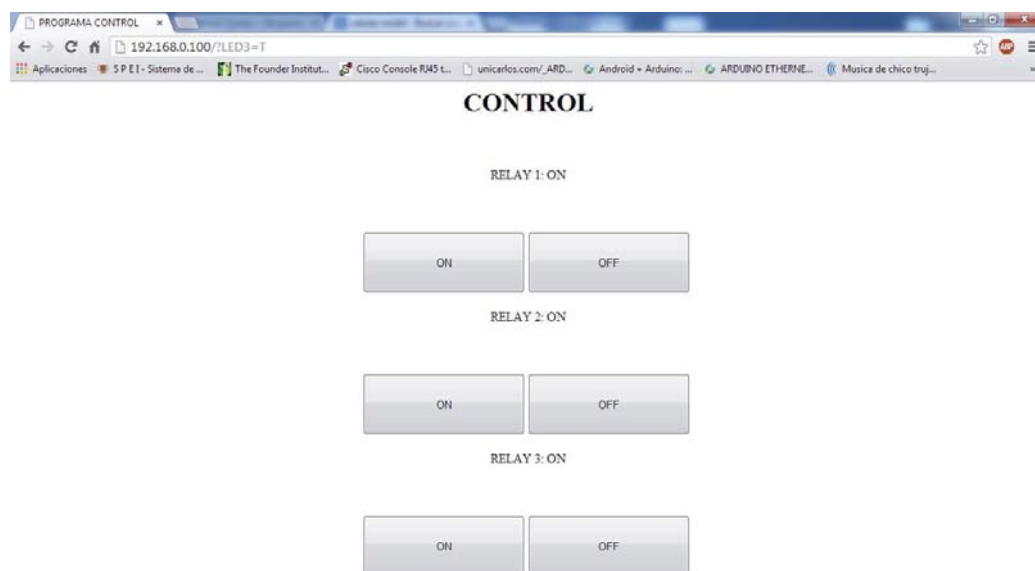 PROGRAMA CONTROL
192.168.0.100/?LED3=T
Aplicaciones S P E I - Sistema de ... The Founder Institut... Cisco Console RJ45 t... unicarlos.com/_ARD... Android + Arduino: ... ARDUINO ETHERNE... Musica de chico truj...
CONTROL
RELAY 1: ON
ON OFF
RELAY 2: ON
ON OFF
RELAY 3: ON
ON OFF